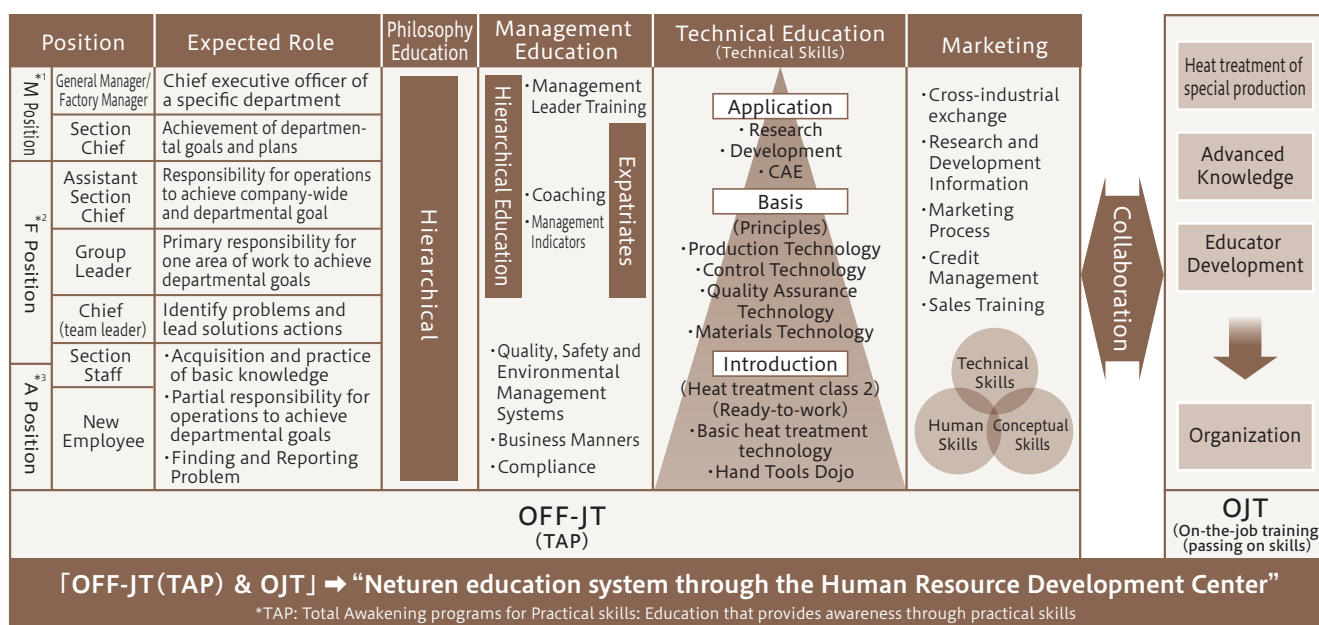 Position
Expected Role
Philosophy
Education
Management
Education
Technical Education
(Technical Skills)
Marketing
*1
M Position
General Manager/
Factory Manager
Chief executive officer of
a specific department
Section
Chief
Achievement of departmen-
tal goals and plans
*2
F Position
Assistant
Section
Chief
Responsibility for operations
to achieve company-wide
and departmental goal
Group
Leader
Primary responsibility for
one area of work to achieve
departmental goals
Chief
(team leader)
Identify problems and
lead solutions actions
Section
Staff
*3
A Position
New
Employee
・Acquisition and practice
of basic knowledge
・Partial responsibility for
operations to achieve
departmental goals
・Finding and Reporting
Problem
Hierarchical
Hierarchical Education
・Management
Leader Training
・Coaching
・Management
Indicators
Expatriates
・Quality, Safety and
Environmental
Management
Systems
・Business Manners
・Compliance
Application
・Research
・Development
・CAE
Basis
(Principles)
・Production Technology
・Control Technology
・Quality Assurance
Technology
・Materials Technology
Introduction
(Heat treatment class 2)
(Ready-to-work)
・Basic heat treatment
technology
・Hand Tools Dojo
・Cross-industrial
exchange
・Research and
Development
Information
・Marketing
Process
・Credit
Management
・Sales Training
Technical
Skills
Human
Skills
Conceptual
Skills
OFF-JT
(TAP)
Collaboration
Heat treatment of
special production
Advanced
Knowledge
Educator
Development
Organization
OJT
(On-the-job training
(passing on skills)
「OFF-JT(TAP) & OJT」➡ “Neturen education system through the Human Resource Development Center”
*TAP: Total Awakening programs for Practical skills: Education that provides awareness through practical skills